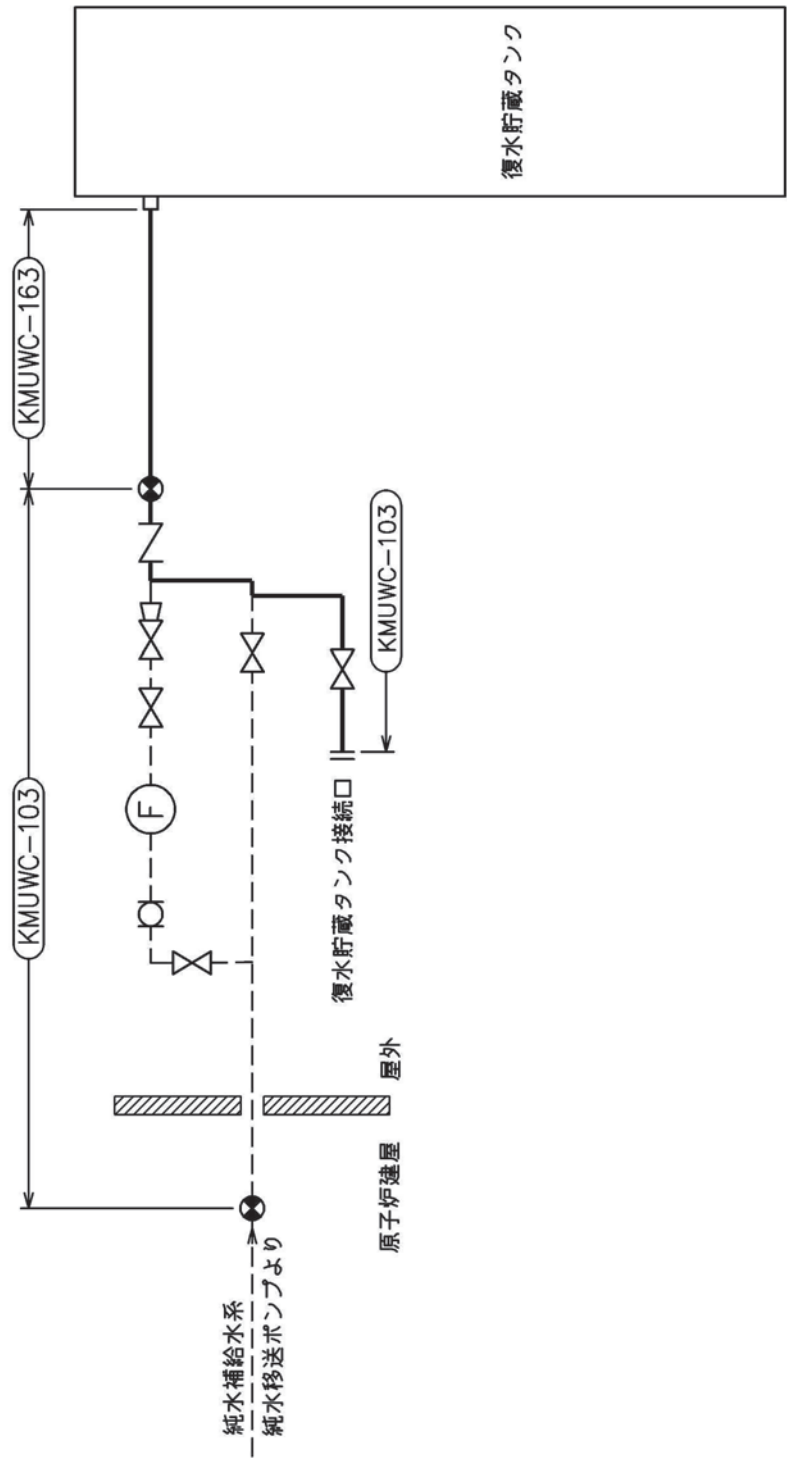 純水補給水系
純水移送ポンプより
原子炉建屋
屋外
KMUWC-103
F
復水貯蔵タンク接続口
KMUWC-103
KMUWC-163
復水貯蔵タンク